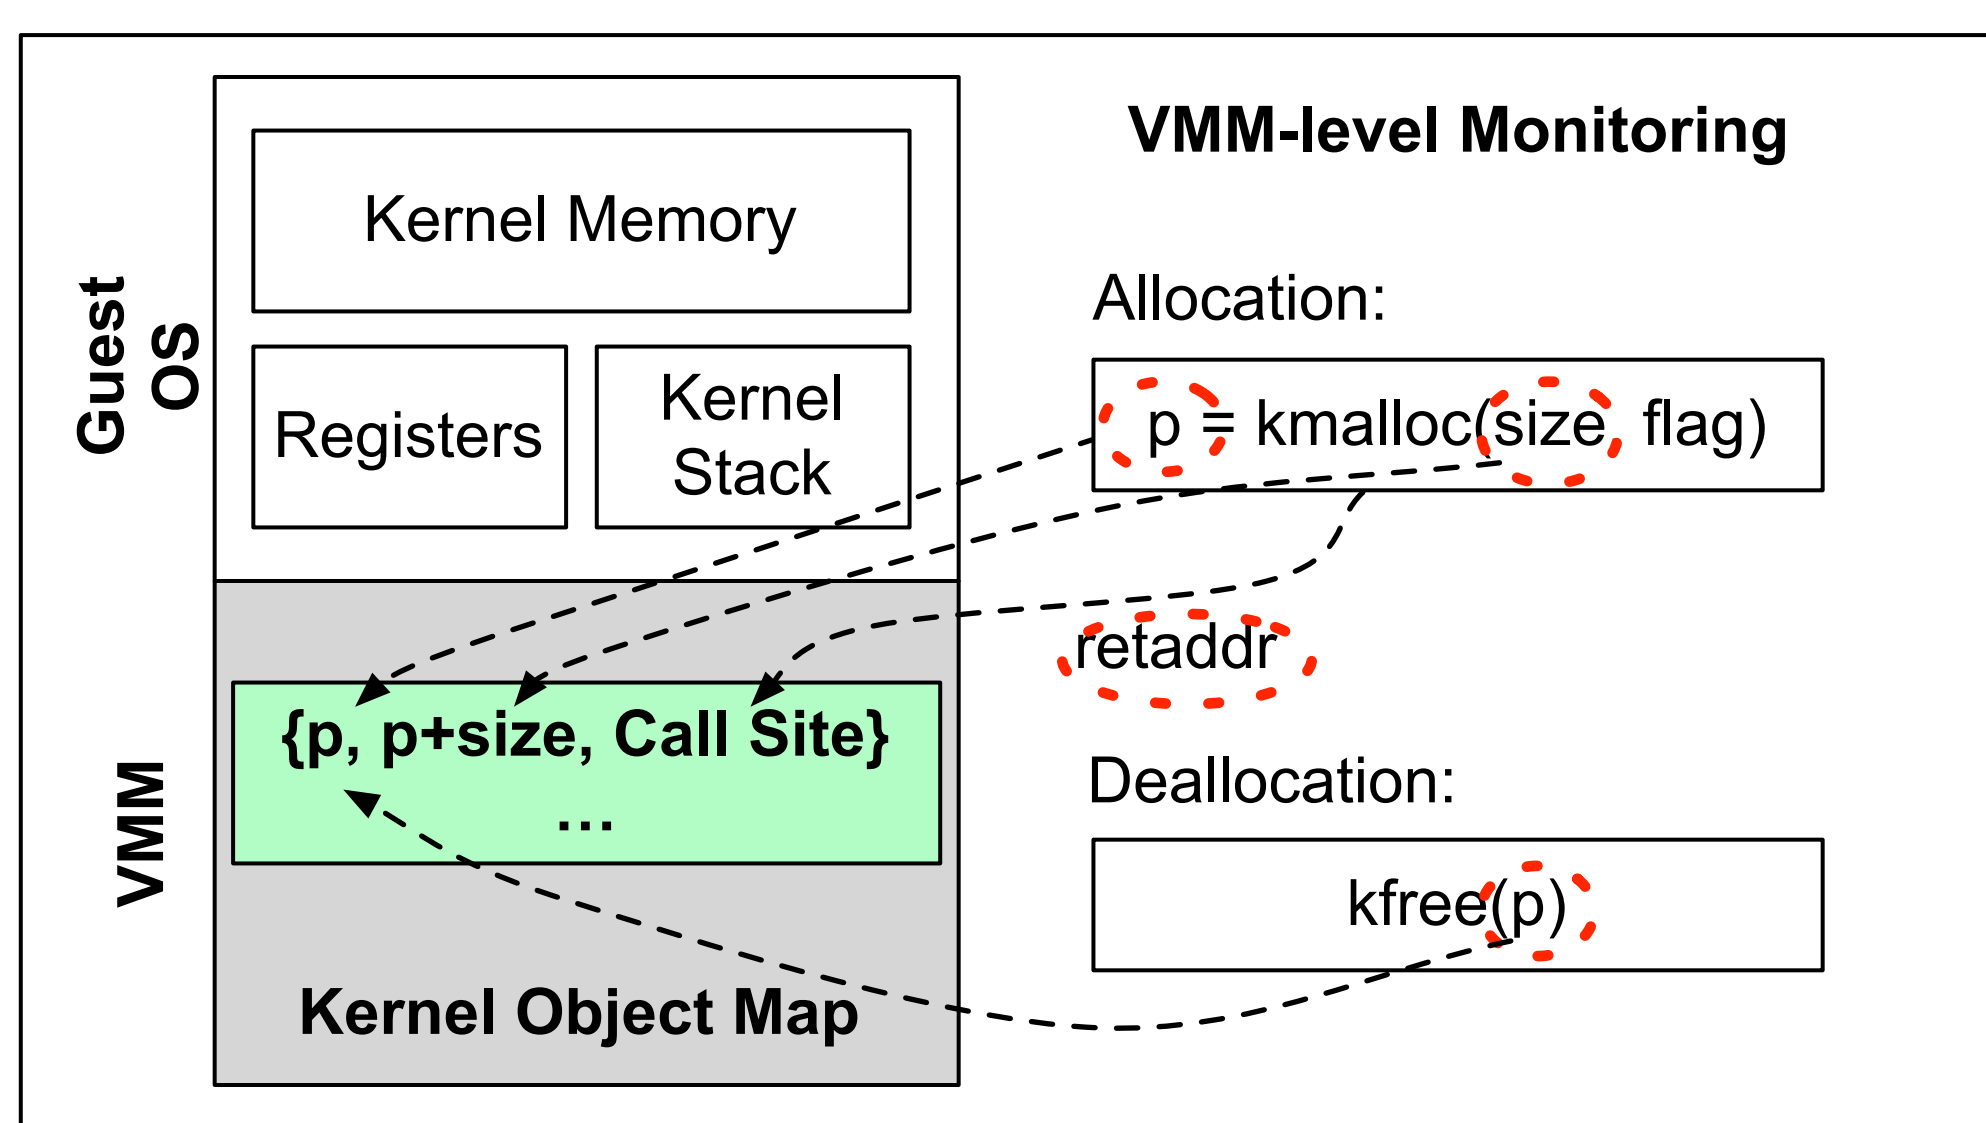 VMM-level Monitoring
Guest
OS
Kernel Memory
Registers
Kernel
Stack
Allocation:
p = kmalloc(size, flag)
retaddr
VMM
{p, p+size, Call Site}
...
Kernel Object Map
Deallocation:
kfree(p)